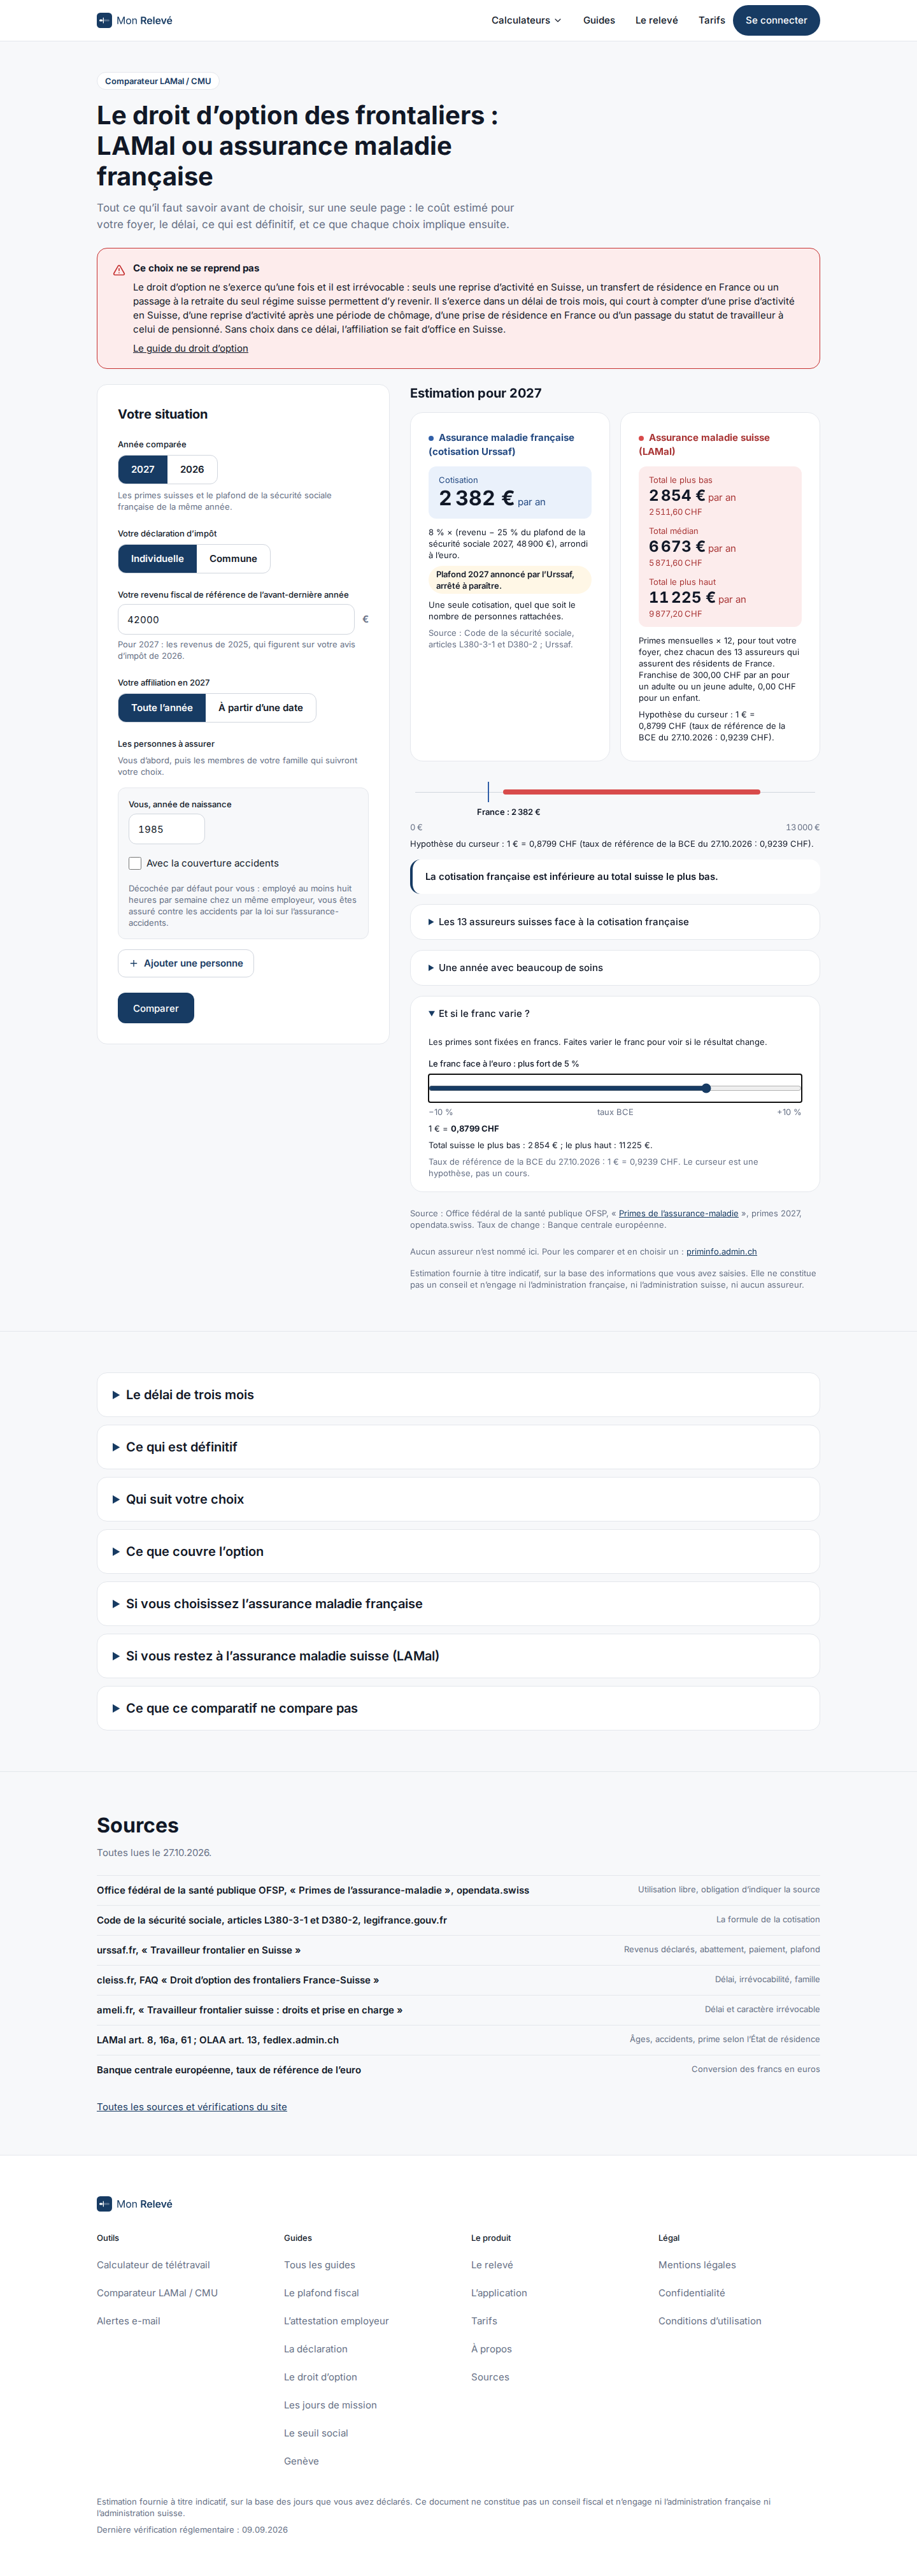 Mon Relevé
Calculateurs
Guides
Le relevé
Tarifs
Se connecter
Comparateur LAMal / CMU
Le droit d’option des frontaliers :
LAMal ou assurance maladie
française
Tout ce qu’il faut savoir avant de choisir, sur une seule page : le coût estimé pour
votre foyer, le délai, ce qui est définitif, et ce que chaque choix implique ensuite.
Ce choix ne se reprend pas
Le droit d’option ne s’exerce qu’une fois et il est irrévocable : seuls une reprise d’activité en Suisse, un transfert de résidence en France ou un
passage à la retraite du seul régime suisse permettent d’y revenir. Il s’exerce dans un délai de trois mois, qui court à compter d’une prise d’activité
en Suisse, d’une reprise d’activité après une période de chômage, d’une prise de résidence en France ou d’un passage du statut de travailleur à
celui de pensionné. Sans choix dans ce délai, l’affiliation se fait d’office en Suisse.
Le guide du droit d’option
Votre situation
Année comparée
2027
2026
Les primes suisses et le plafond de la sécurité sociale
française de la même année.
Votre déclaration d’impôt
Individuelle
Commune
Votre revenu fiscal de référence de l’avant-dernière année
42000
€
Pour 2027 : les revenus de 2025, qui figurent sur votre avis
d’impôt de 2026.
Votre affiliation en 2027
Toute l’année
À partir d’une date
Les personnes à assurer
Vous d’abord, puis les membres de votre famille qui suivront
votre choix.
Vous, année de naissance
1985
Avec la couverture accidents
Décochée par défaut pour vous : employé au moins huit
heures par semaine chez un même employeur, vous êtes
assuré contre les accidents par la loi sur l’assurance-
accidents.
Ajouter une personne
Comparer
Estimation pour 2027
Assurance maladie française
(cotisation Urssaf)
Cotisation
2 382 € par an
8 % × (revenu − 25 % du plafond de la
sécurité sociale 2027, 48 900 €), arrondi
à l’euro.
Plafond 2027 annoncé par l’Urssaf,
arrêté à paraître.
Une seule cotisation, quel que soit le
nombre de personnes rattachées.
Source : Code de la sécurité sociale,
articles L380-3-1 et D380-2 ; Urssaf.
Assurance maladie suisse
(LAMal)
Total le plus bas
2 854 € par an
2 511,60 CHF
Total médian
6 673 € par an
5 871,60 CHF
Total le plus haut
11 225 € par an
9 877,20 CHF
Primes mensuelles × 12, pour tout votre
foyer, chez chacun des 13 assureurs qui
assurent des résidents de France.
Franchise de 300,00 CHF par an pour
un adulte ou un jeune adulte, 0,00 CHF
pour un enfant.
Hypothèse du curseur : 1 € =
0,8799 CHF (taux de référence de la
BCE du 27.10.2026 : 0,9239 CHF).
France : 2 382 €
0 €
13 000 €
Hypothèse du curseur : 1 € = 0,8799 CHF (taux de référence de la BCE du 27.10.2026 : 0,9239 CHF).
La cotisation française est inférieure au total suisse le plus bas.
Les 13 assureurs suisses face à la cotisation française
Une année avec beaucoup de soins
Et si le franc varie ?
Les primes sont fixées en francs. Faites varier le franc pour voir si le résultat change.
Le franc face à l’euro : plus fort de 5 %
−10 %
taux BCE
+10 %
1 € = 0,8799 CHF
Total suisse le plus bas : 2 854 € ; le plus haut : 11 225 €.
Taux de référence de la BCE du 27.10.2026 : 1 € = 0,9239 CHF. Le curseur est une
hypothèse, pas un cours.
Source : Office fédéral de la santé publique OFSP, « Primes de l’assurance-maladie », primes 2027,
opendata.swiss. Taux de change : Banque centrale européenne.
Aucun assureur n’est nommé ici. Pour les comparer et en choisir un : priminfo.admin.ch
Estimation fournie à titre indicatif, sur la base des informations que vous avez saisies. Elle ne constitue
pas un conseil et n’engage ni l’administration française, ni l’administration suisse, ni aucun assureur.
Le délai de trois mois
Ce qui est définitif
Qui suit votre choix
Ce que couvre l’option
Si vous choisissez l’assurance maladie française
Si vous restez à l’assurance maladie suisse (LAMal)
Ce que ce comparatif ne compare pas
Sources
Toutes lues le 27.10.2026.
Office fédéral de la santé publique OFSP, « Primes de l’assurance-maladie », opendata.swiss
Utilisation libre, obligation d’indiquer la source
Code de la sécurité sociale, articles L380-3-1 et D380-2, legifrance.gouv.fr
La formule de la cotisation
urssaf.fr, « Travailleur frontalier en Suisse »
Revenus déclarés, abattement, paiement, plafond
cleiss.fr, FAQ « Droit d’option des frontaliers France-Suisse »
Délai, irrévocabilité, famille
ameli.fr, « Travailleur frontalier suisse : droits et prise en charge »
Délai et caractère irrévocable
LAMal art. 8, 16a, 61 ; OLAA art. 13, fedlex.admin.ch
Âges, accidents, prime selon l’État de résidence
Banque centrale européenne, taux de référence de l’euro
Conversion des francs en euros
Toutes les sources et vérifications du site
Mon Relevé
Outils
Calculateur de télétravail
Comparateur LAMal / CMU
Alertes e-mail
Guides
Tous les guides
Le plafond fiscal
L’attestation employeur
La déclaration
Le droit d’option
Les jours de mission
Le seuil social
Genève
Le produit
Le relevé
L’application
Tarifs
À propos
Sources
Légal
Mentions légales
Confidentialité
Conditions d’utilisation
Estimation fournie à titre indicatif, sur la base des jours que vous avez déclarés. Ce document ne constitue pas un conseil fiscal et n’engage ni l’administration française ni
l’administration suisse.
Dernière vérification réglementaire : 09.09.2026